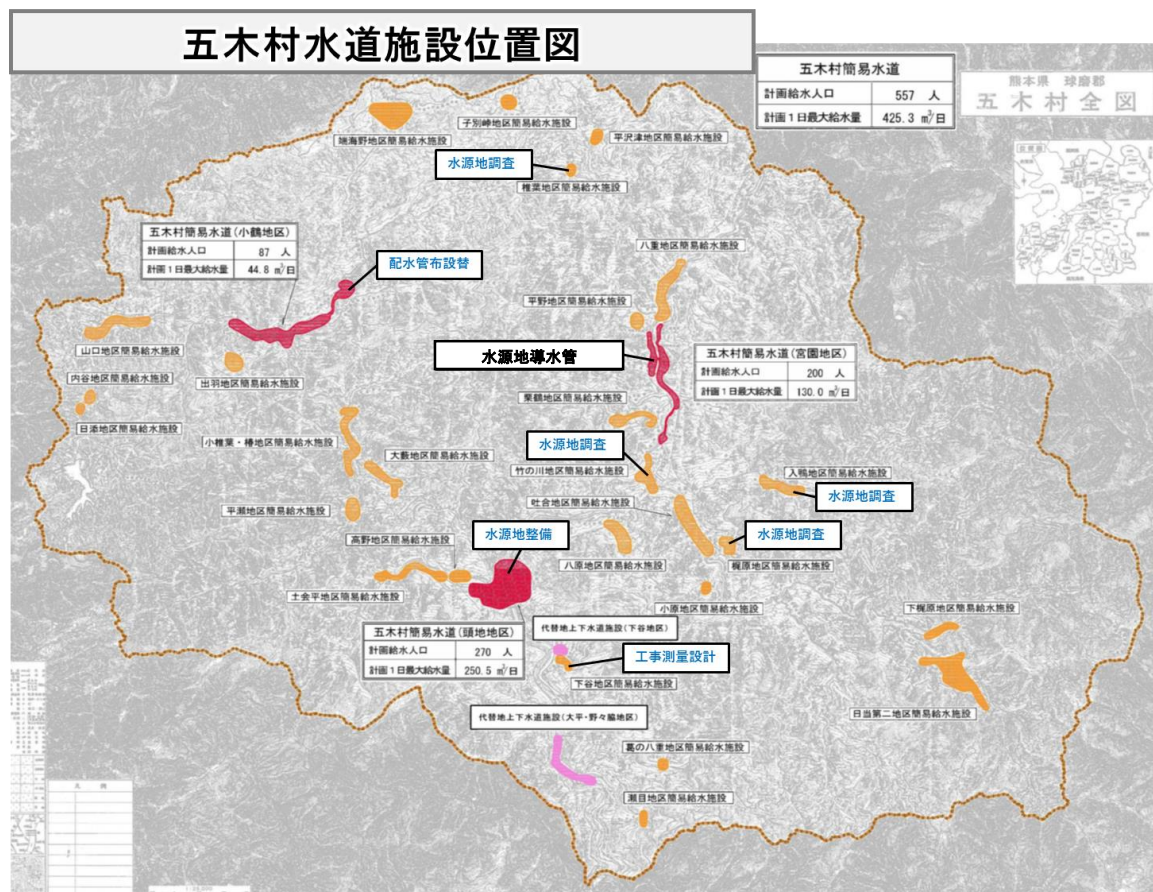 五木村水道施設位置図
五木村簡易水道
計画給水人口 557 人
計画1日最大給水量 425.3 m³/日
熊本県 球磨郡
五木村全図
子別峠地区簡易給水施設
端海野地区簡易給水施設
平沢津地区簡易給水施設
水源地調査
椎葉地区簡易給水施設
五木村簡易水道(小鶴地区)
計画給水人口 87 人
計画1日最大給水量 44.8 m³/日
配水管布設替
八重地区簡易給水施設
平野地区簡易給水施設
山口地区簡易給水施設
水源地導水管
五木村簡易水道(宮園地区)
計画給水人口 200 人
計画1日最大給水量 130.0 m³/日
内谷地区簡易給水施設
出羽地区簡易給水施設
栗鶴地区簡易給水施設
日添地区簡易給水施設
小椎葉・椿地区簡易給水施設
水源地調査
大藪地区簡易給水施設
竹の川地区簡易給水施設
入鴨地区簡易給水施設
水源地調査
平瀬地区簡易給水施設
吐合地区簡易給水施設
水源地整備
水源地調査
高野地区簡易給水施設
八原地区簡易給水施設
梶原地区簡易給水施設
土会平地区簡易給水施設
小原地区簡易給水施設
下梶原地区簡易給水施設
五木村簡易水道(頭地地区)
計画給水人口 270 人
計画1日最大給水量 250.5 m³/日
代替地上下水道施設(下谷地区)
工事測量設計
下谷地区簡易給水施設
日当第二地区簡易給水施設
代替地上下水道施設(大平・野々脇地区)
葛の八重地区簡易給水施設
瀬目地区簡易給水施設
凡例